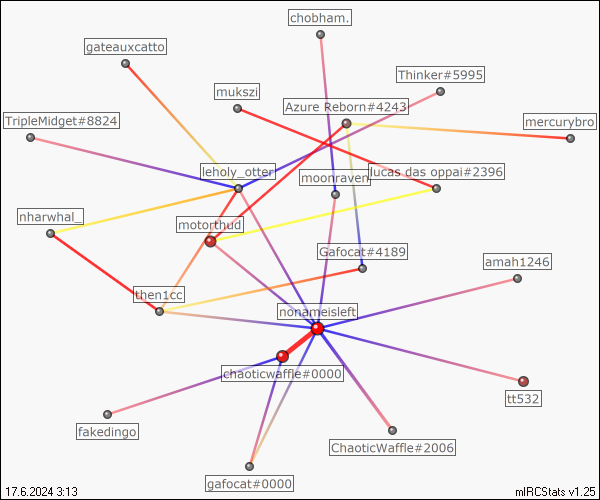 chobham.
gateauxcatto
Thinker#5995
mukszi
Azure Reborn#4243
TripleMidget#8824
mercurybro
leholy_otter
moonraven
lucas das oppai#2396
nharwhal_
motorthud
Gafocat#4189
amah1246
then1cc
nonameisleft
chaoticwaffle#0000
tt532
fakedingo
ChaoticWaffle#2006
gafocat#0000
17.6.2024 3:13
mIRCStats v1.25